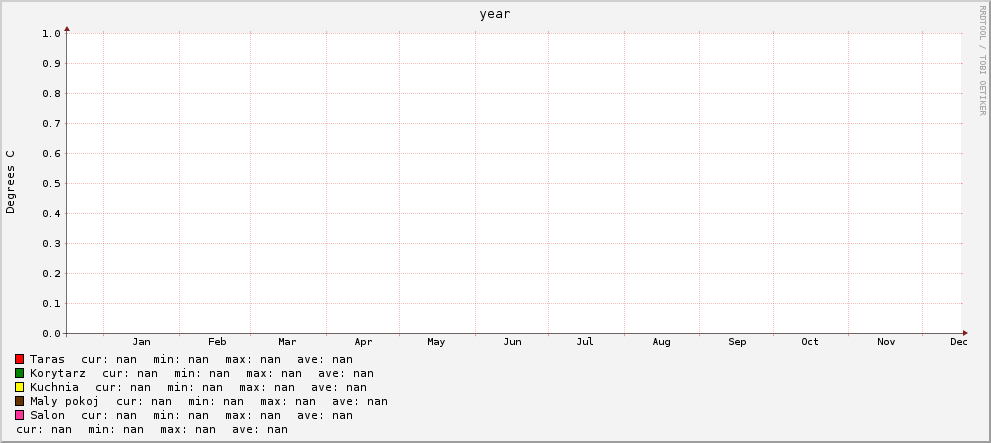 year
RRDTOOL / TOBI OETIKER
Degrees C
1.0
0.9
0.8
0.7
0.6
0.5
0.4
0.3
0.2
0.1
0.0
Jan Feb Mar Apr May Jun Jul Aug Sep Oct Nov Dec
Taras cur: nan min: nan max: nan ave: nan
Korytarz cur: nan min: nan max: nan ave: nan
Kuchnia cur: nan min: nan max: nan ave: nan
Maly pokoj cur: nan min: nan max: nan ave: nan
Salon cur: nan min: nan max: nan ave: nan
cur: nan min: nan max: nan ave: nan